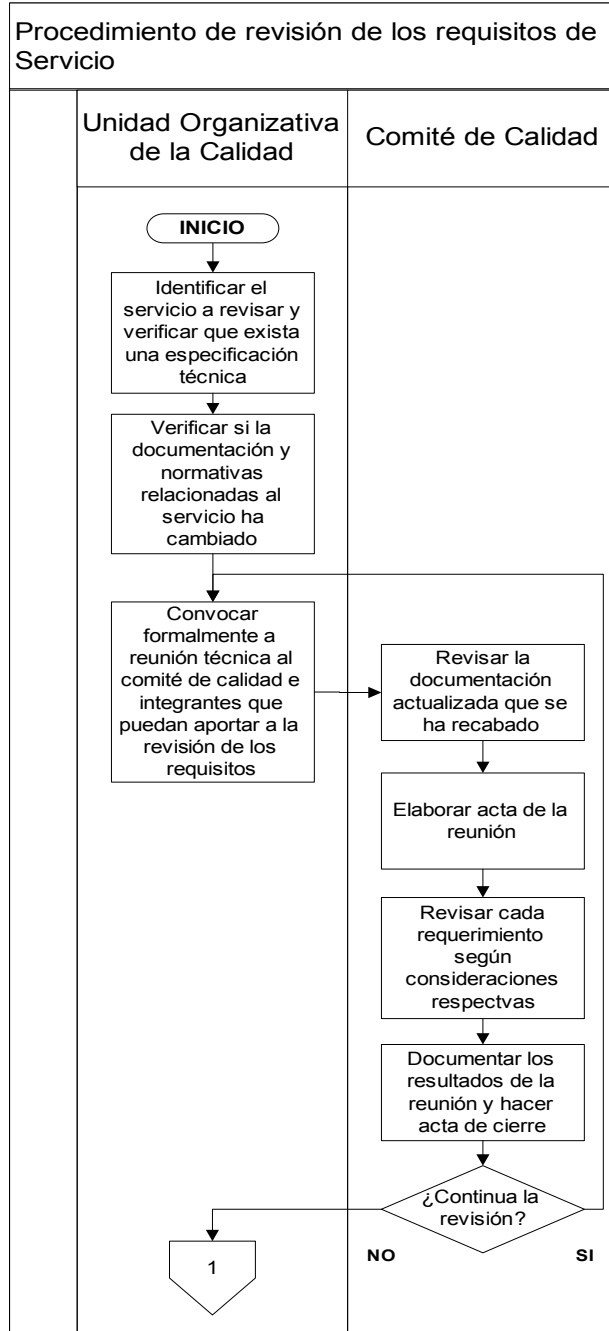 Procedimiento de revisión de los requisitos de
Servicio
Unidad Organizativa
de la Calidad
Comité de Calidad
INICIO
Identificar el
servicio a revisar y
verificar que exista
una especificación
técnica
Verificar si la
documentación y
normativas
relacionadas al
servicio ha
cambiado
Convocar
formalmente a
reunión técnica al
comité de calidad e
integrantes que
puedan aportar a la
revisión de los
requisitos
Revisar la
documentación
actualizada que se
ha recabado
Elaborar acta de la
reunión
Revisar cada
requerimiento
según
consideraciones
respectvas
Documentar los
resultados de la
reunión y hacer
acta de cierre
¿Continua la
revisión?
NO
SI
1